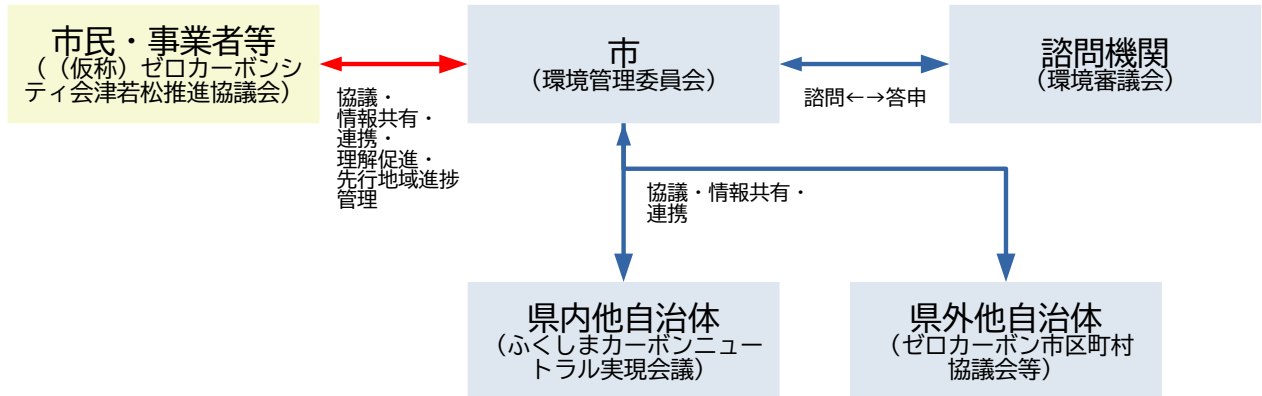 市民・事業者等
（（仮称）ゼロカーボンシ
ティ会津若松推進協議会）
市
（環境管理委員会）
諮問機関
（環境審議会）
協議・
情報共有・
連携・
理解促進・
先行地域進捗
管理
諮問←→答申
協議・情報共有・
連携
県内他自治体
（ふくしまカーボンニュー
トラル実現会議）
県外他自治体
（ゼロカーボン市区町村
協議会等）